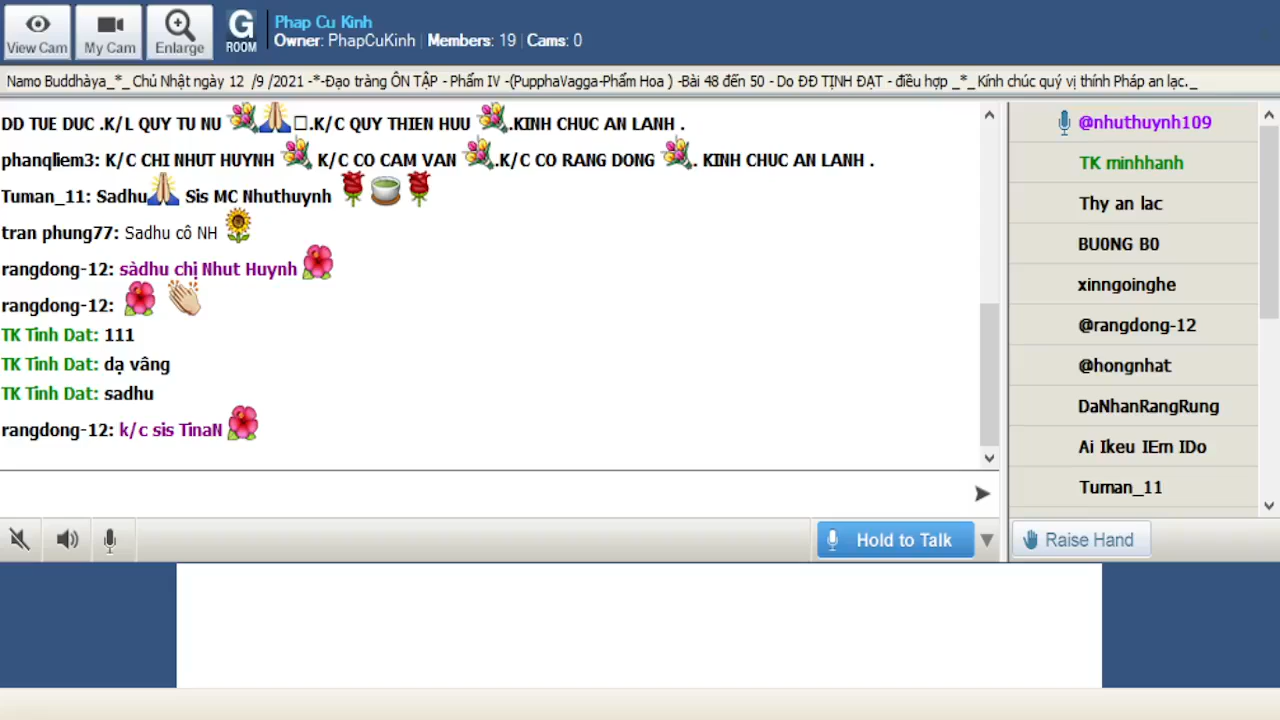 View Cam
My Cam
Enlarge
G
ROOM
Phap Cu Kinh
Owner: PhapCuKinh | Members: 19 | Cams: 0
Namo Buddhàya_*_ Chủ Nhật ngày 12 /9 /2021 -*-Đạo tràng ÔN TẬP - Phẩm IV -(PupphaVagga-Phẩm Hoa ) -Bài 48 đến 50 - Do ĐĐ TỊNH ĐẠT - điều hợp _*_ Kính chúc quý vị thính Pháp an lạc._
DD TUE DUC .K/L QUY TU NU .K/C QUY THIEN HUU .KINH CHUC AN LANH .
phanqliem3: K/C CHI NHUT HUYNH K/C CO CAM VAN .K/C CO RANG DONG . KINH CHUC AN LANH .
Tuman_11: Sadhu Sis MC Nhuthuynh
tran phung77: Sadhu cô NH
rangdong-12: sàdhu chị Nhut Huynh
rangdong-12:
TK Tinh Dat: 111
TK Tinh Dat: dạ vâng
TK Tinh Dat: sadhu
rangdong-12: k/c sis TinaN
@nhuthuynh109
TK minhhanh
Thy an lac
BU0NG B0
xinngoinghe
@rangdong-12
@hongnhat
DaNhanRangRung
Ai Ikeu IEm IDo
Tuman_11
Hold to Talk
Raise Hand